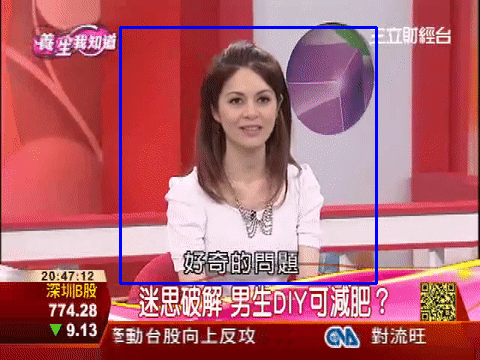 養生我知道
三立財經台
好奇的問題
20:47:12
深圳B股
774.28
▼ 9.13
迷思破解 男生DIY可減肥？
牽動台股向上反攻
CNA 對流旺